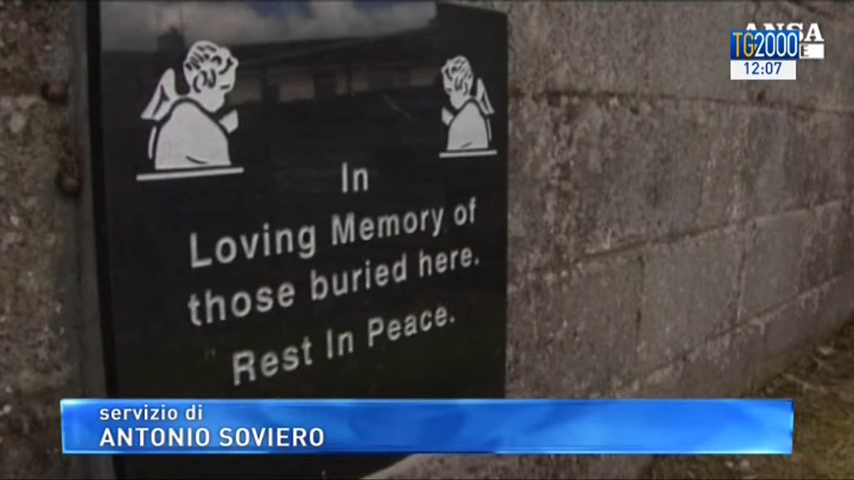 ANSA
TG2000
12:07
In
Loving Memory of
those buried here.
Rest In Peace.
servizio di
ANTONIO SOVIERO